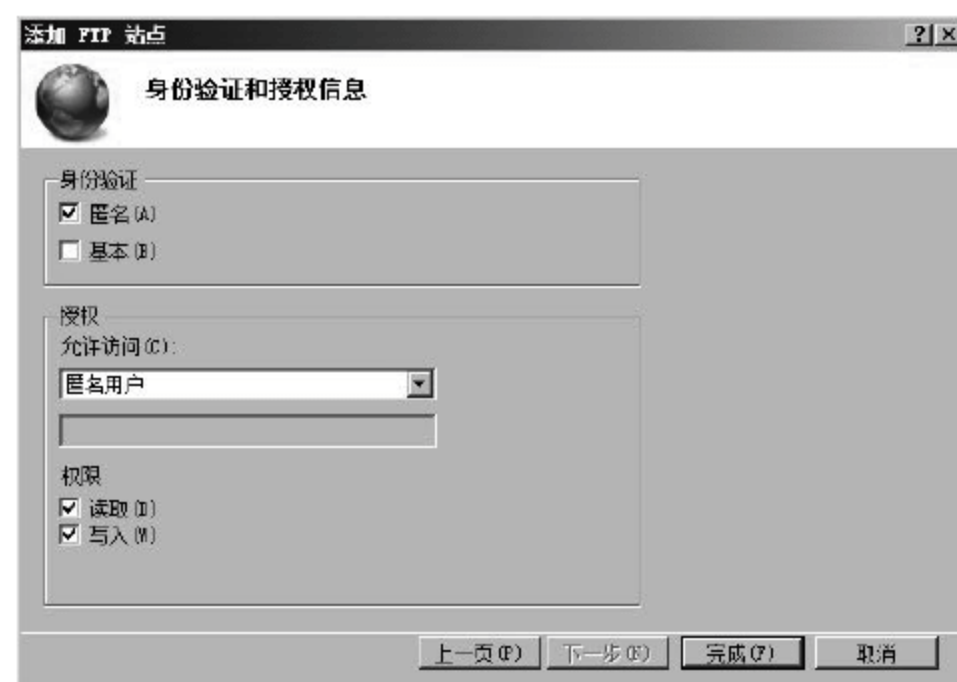 添加 FTP 站点
身份验证和授权信息
身份验证
匿名(A)
基本(B)
授权
允许访问(C):
匿名用户
权限
读取(D)
写入(W)
上一页(P)
下一步(N)
完成(F)
取消